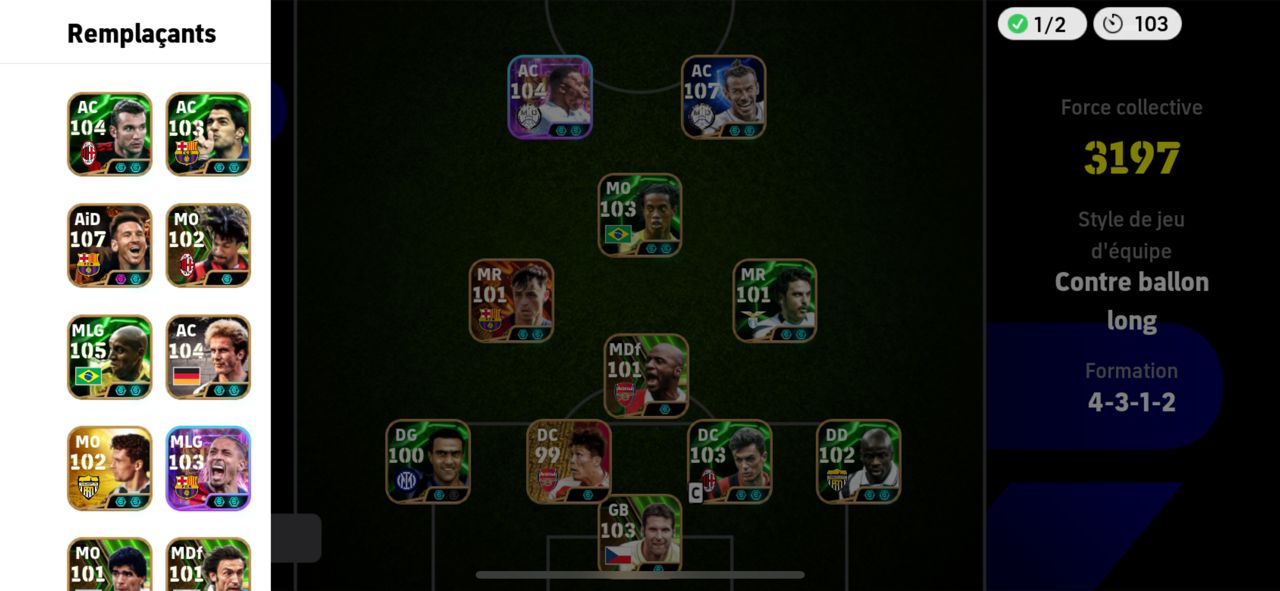 Remplaçants
AC
104
AC
103
AiD
107
MO
102
MLG
105
AC
104
MO
102
MLG
103
MO
101
MDf
101
AC
104
AC
107
MO
103
MR
101
MR
101
MDf
101
DG
100
DC
99
DC
103
C
DD
102
GB
103
1/2
103
Force collective
3197
Style de jeu
d'équipe
Contre ballon
long
Formation
4-3-1-2